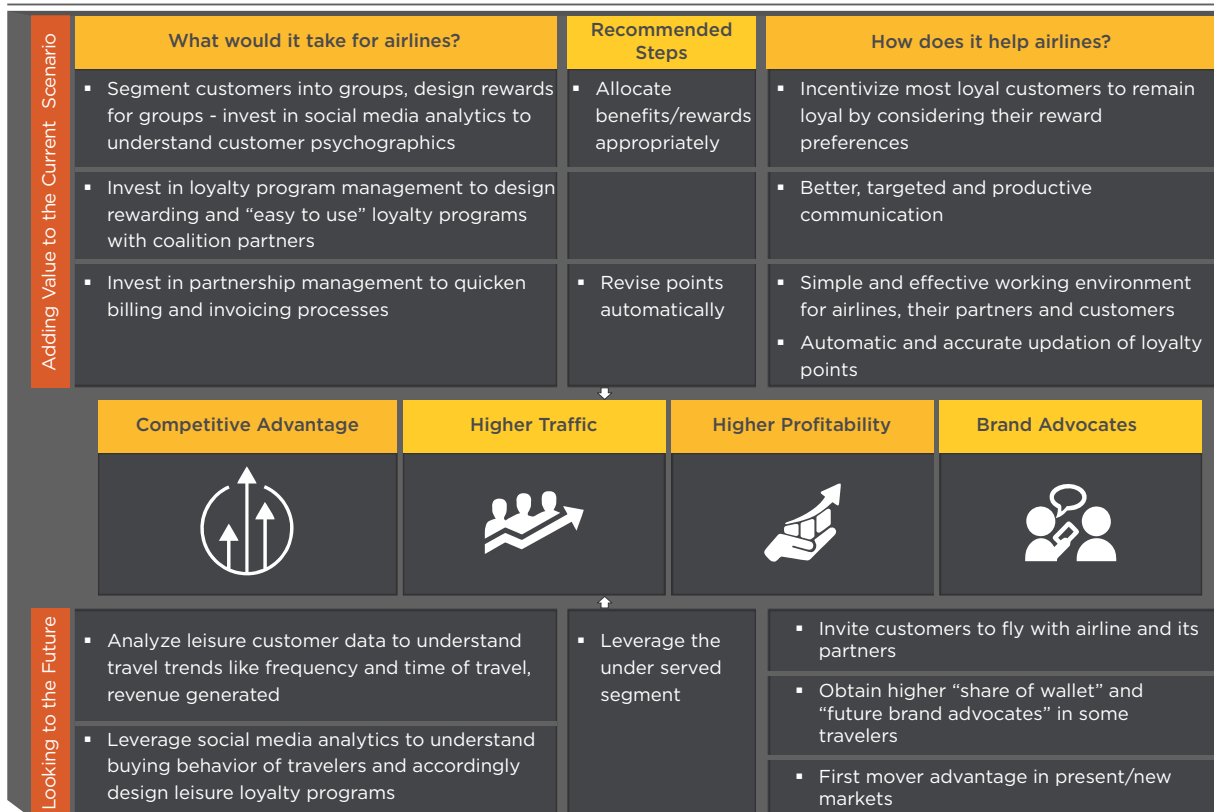 Adding Value to the Current Scenario
What would it take for airlines?
Recommended
Steps
How does it help airlines?
▪ Segment customers into groups, design rewards
for groups - invest in social media analytics to
understand customer psychographics
▪ Allocate
benefits/rewards
appropriately
▪ Incentivize most loyal customers to remain
loyal by considering their reward
preferences
▪ Invest in loyalty program management to design
rewarding and “easy to use” loyalty programs
with coalition partners
▪ Better, targeted and productive
communication
▪ Invest in partnership management to quicken
billing and invoicing processes
▪ Revise points
automatically
▪ Simple and effective working environment
for airlines, their partners and customers
▪ Automatic and accurate updation of loyalty
points
Competitive Advantage
Higher Traffic
Higher Profitability
Brand Advocates
Looking to the Future
▪ Analyze leisure customer data to understand
travel trends like frequency and time of travel,
revenue generated
▪ Leverage social media analytics to understand
buying behavior of travelers and accordingly
design leisure loyalty programs
▪ Leverage the
under served
segment
▪ Invite customers to fly with airline and its
partners
▪ Obtain higher “share of wallet” and
“future brand advocates” in some
travelers
▪ First mover advantage in present/new
markets